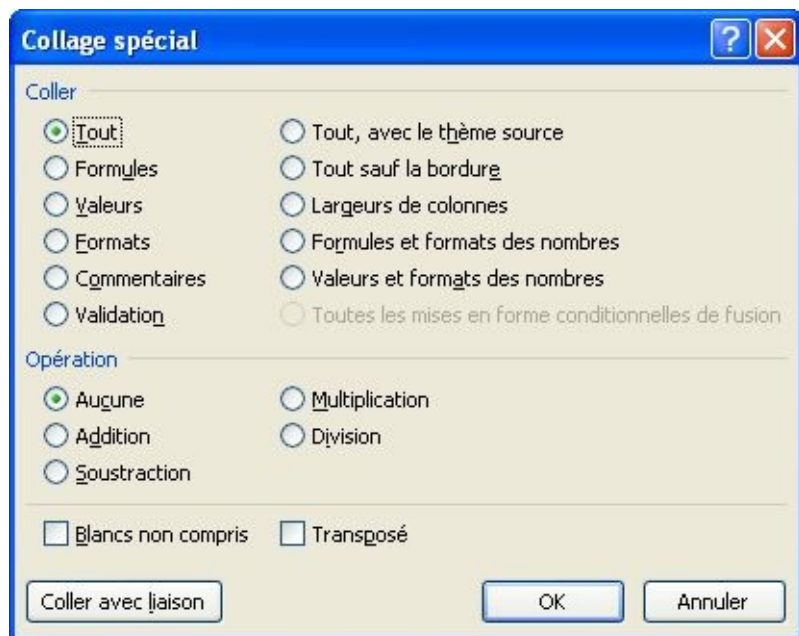 Collage spécial
Coller
Tout
Tout, avec le thème source
Formules
Tout sauf la bordure
Valeurs
Largeurs de colonnes
Formats
Formules et formats des nombres
Commentaires
Valeurs et formats des nombres
Validation
Toutes les mises en forme conditionnelles de fusion
Opération
Aucune
Multiplication
Addition
Division
Soustraction
Blancs non compris
Transposé
Coller avec liaison
OK
Annuler